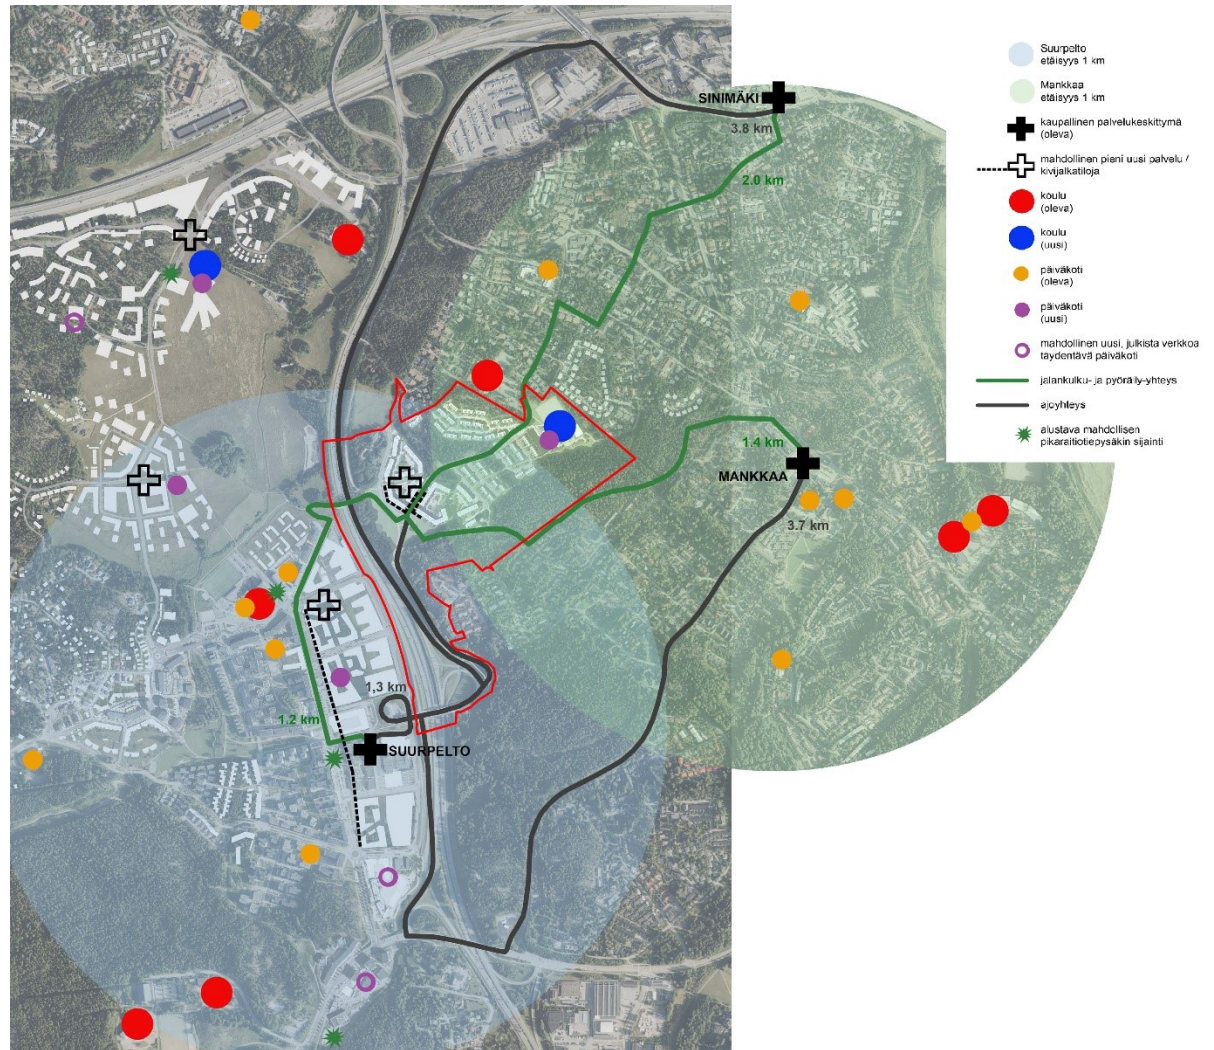 SINIMÄKI
3.8 km
2.0 km
1.4 km
MANKKAA
3.7 km
1,3 km
1.2 km
SUURPELTO
Suurpelto
etäisyys 1 km
Mankkaa
etäisyys 1 km
kaupallinen palvelukeskittymä
(oleva)
mahdollinen pieni uusi palvelu /
kivijalkatiloja
koulu
(oleva)
koulu
(uusi)
päiväkoti
(oleva)
päiväkoti
(uusi)
mahdollinen uusi, julkista verkkoa
täydentävä päiväkoti
jalankulku- ja pyöräily-yhteys
ajoyhteys
alustava mahdollisen
pikaraitiotiepysäkin sijainti